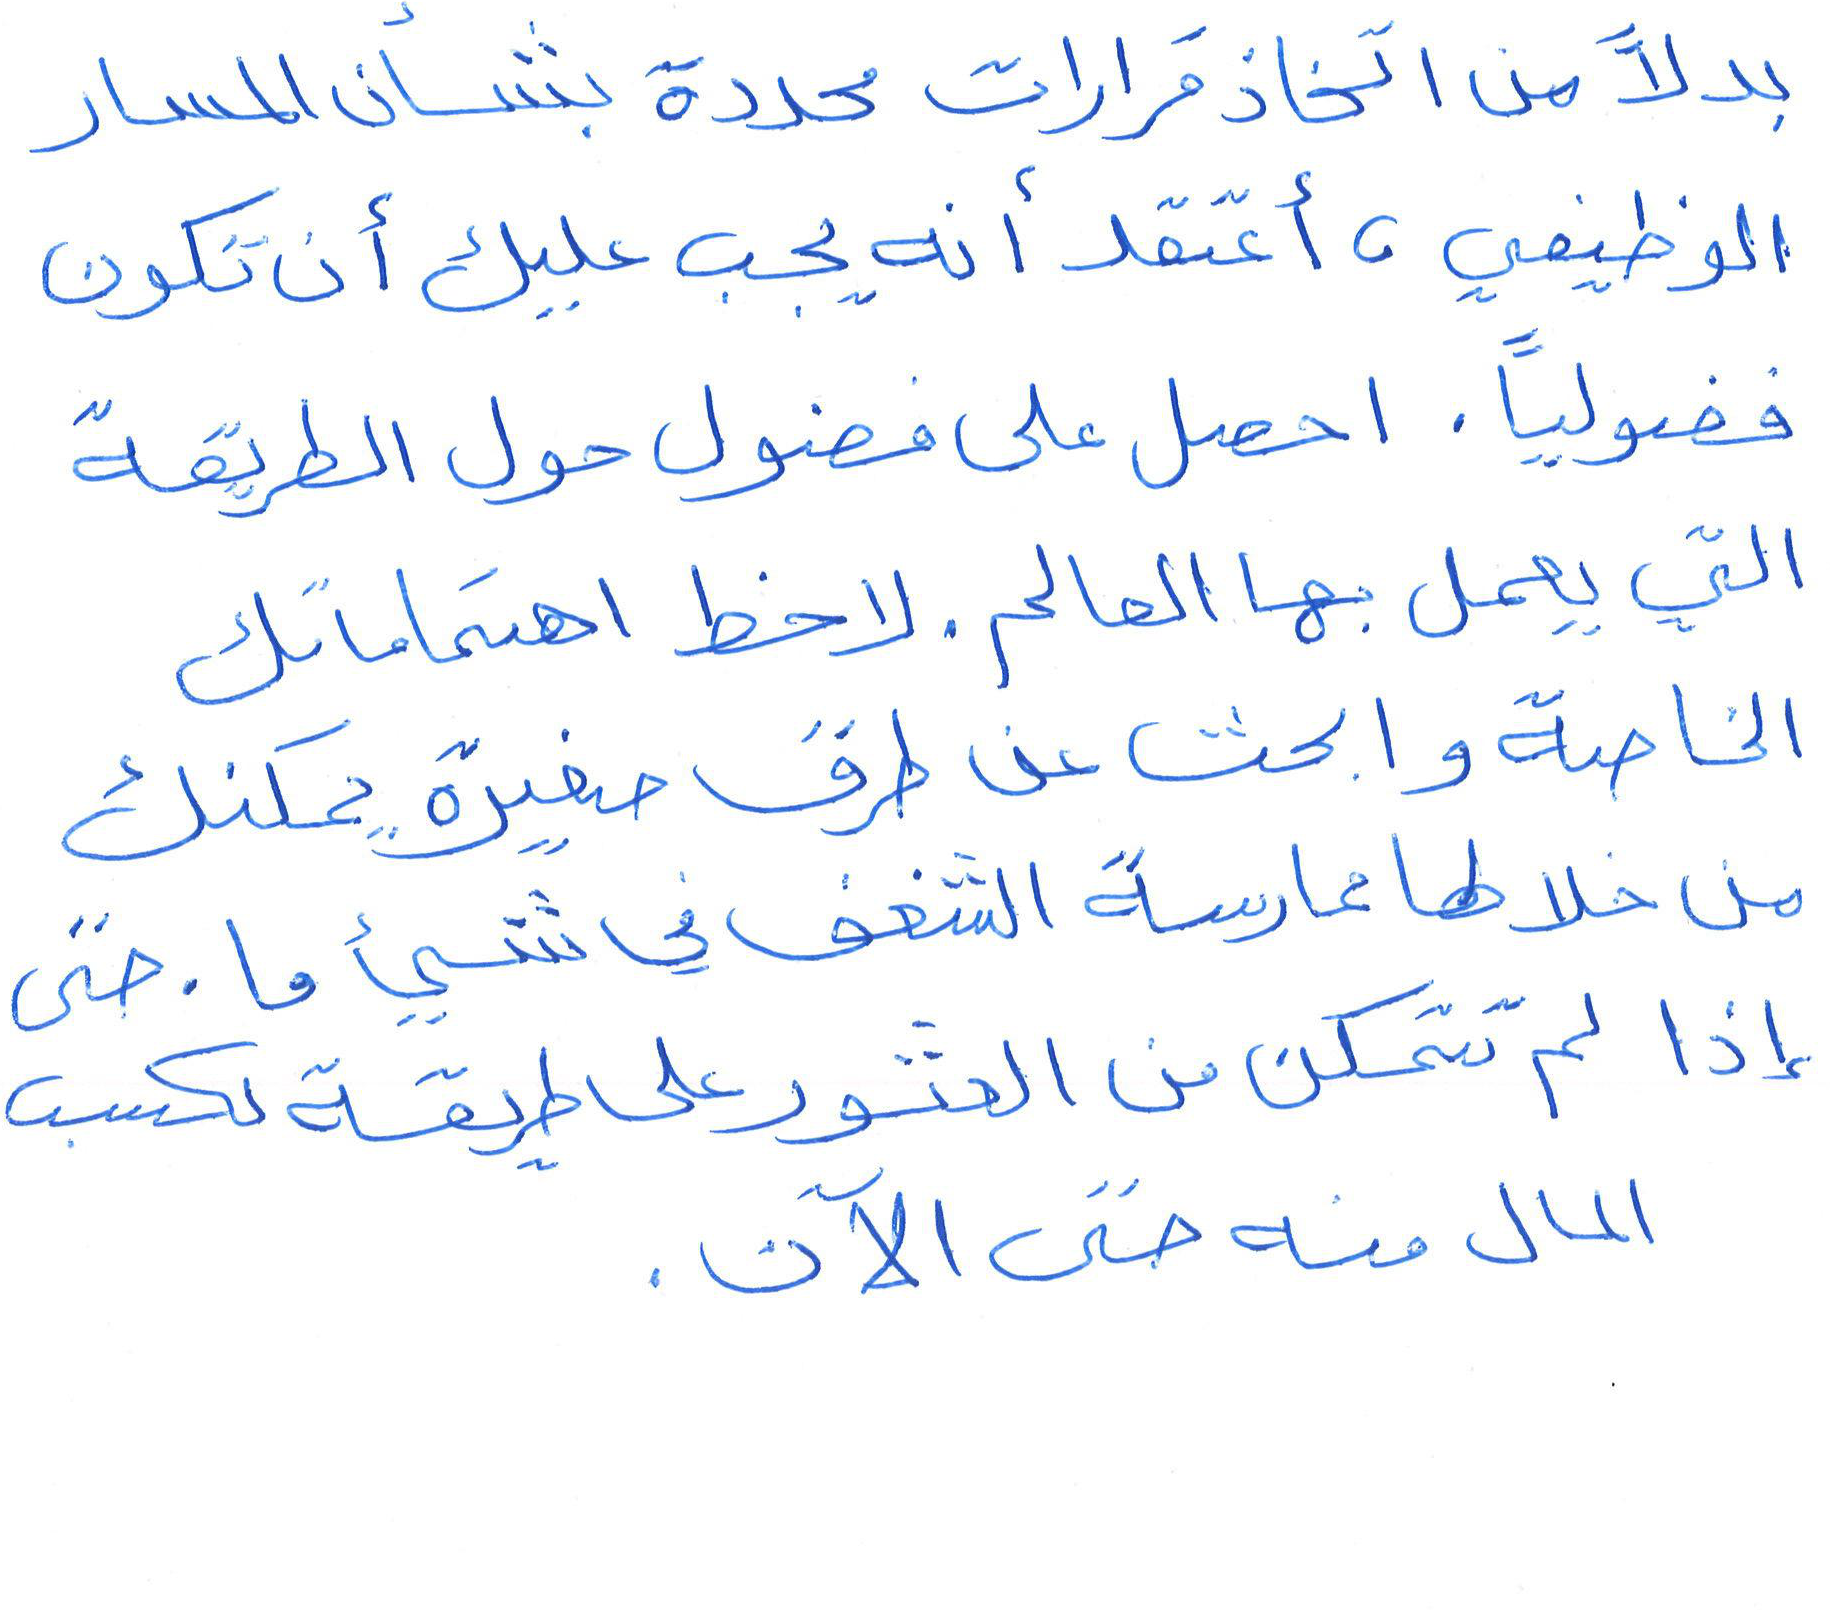 بدلاً من اتخاذ قرارات محددة بشأن المسار
الوظيفي ، أعتقد أنه يجب عليك أن تكون
فضولياً . احصل على فضول حول الطريقة
التي يعمل بها العالم . لاحظ اهتماماتك
الخاصة وابحث عن طرق صغيرة يمكنك
من خلالها ممارسة الشغف في شيأ ما . حتى
إذا لم تتمكن من العثور على طريقة لكسب
المال منه حتى الآن .